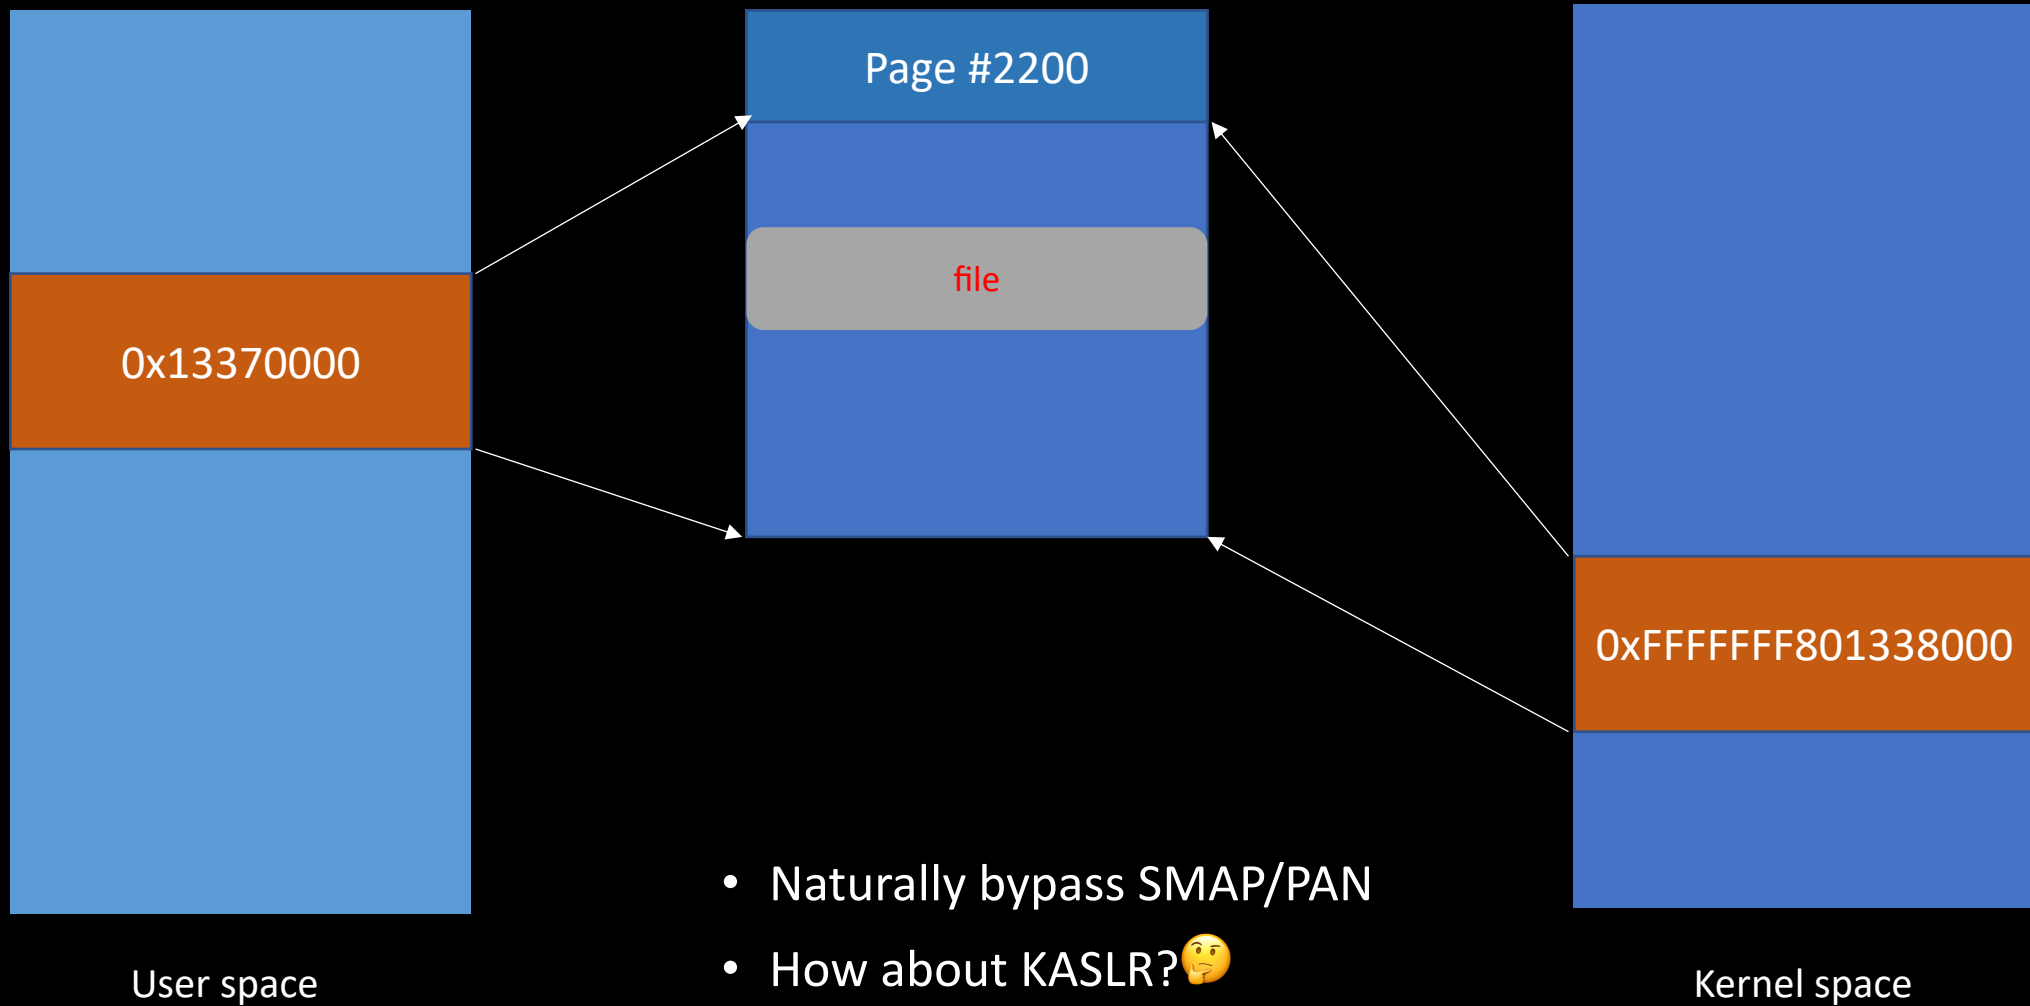 Page #2200
file
0x13370000
0xFFFFFFF801338000
• Naturally bypass SMAP/PAN
• How about KASLR?🤔
User space
Kernel space